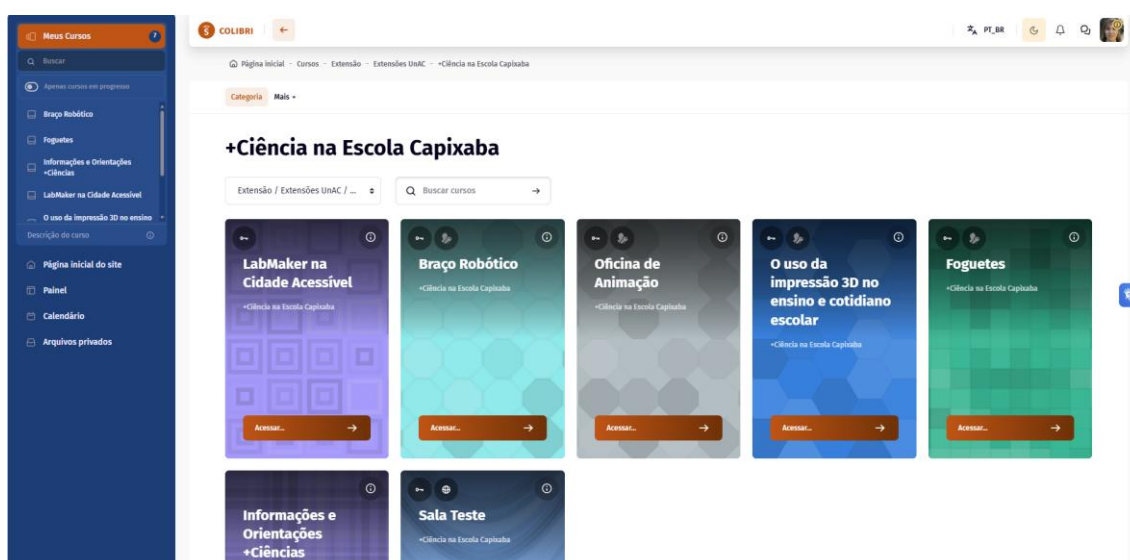 Meus Cursos 7
Buscar
Apenas cursos em progresso
Braço Robótico
Foguetes
Informações e Orientações
+Ciências
LabMaker na Cidade Acessível
O uso da impressão 3D no ensino
Descrição do curso
Página inicial do site
Painel
Calendário
Arquivos privados
COLIBRI
PT_BR
Página inicial - Cursos - Extensão - Extensões UnAC - +Ciência na Escola Capixaba
Categoria Mais
+Ciência na Escola Capixaba
Extensão / Extensões UnAC / ...
Buscar cursos
LabMaker na
Cidade Acessível
+Ciência na Escola Capixaba
Acessar...
Braço Robótico
+Ciência na Escola Capixaba
Acessar...
Oficina de
Animação
+Ciência na Escola Capixaba
Acessar...
O uso da
impressão 3D no
ensino e cotidiano
escolar
+Ciência na Escola Capixaba
Acessar...
Foguetes
+Ciência na Escola Capixaba
Acessar...
Informações e
Orientações
+Ciências
Sala Teste
+Ciência na Escola Capixaba